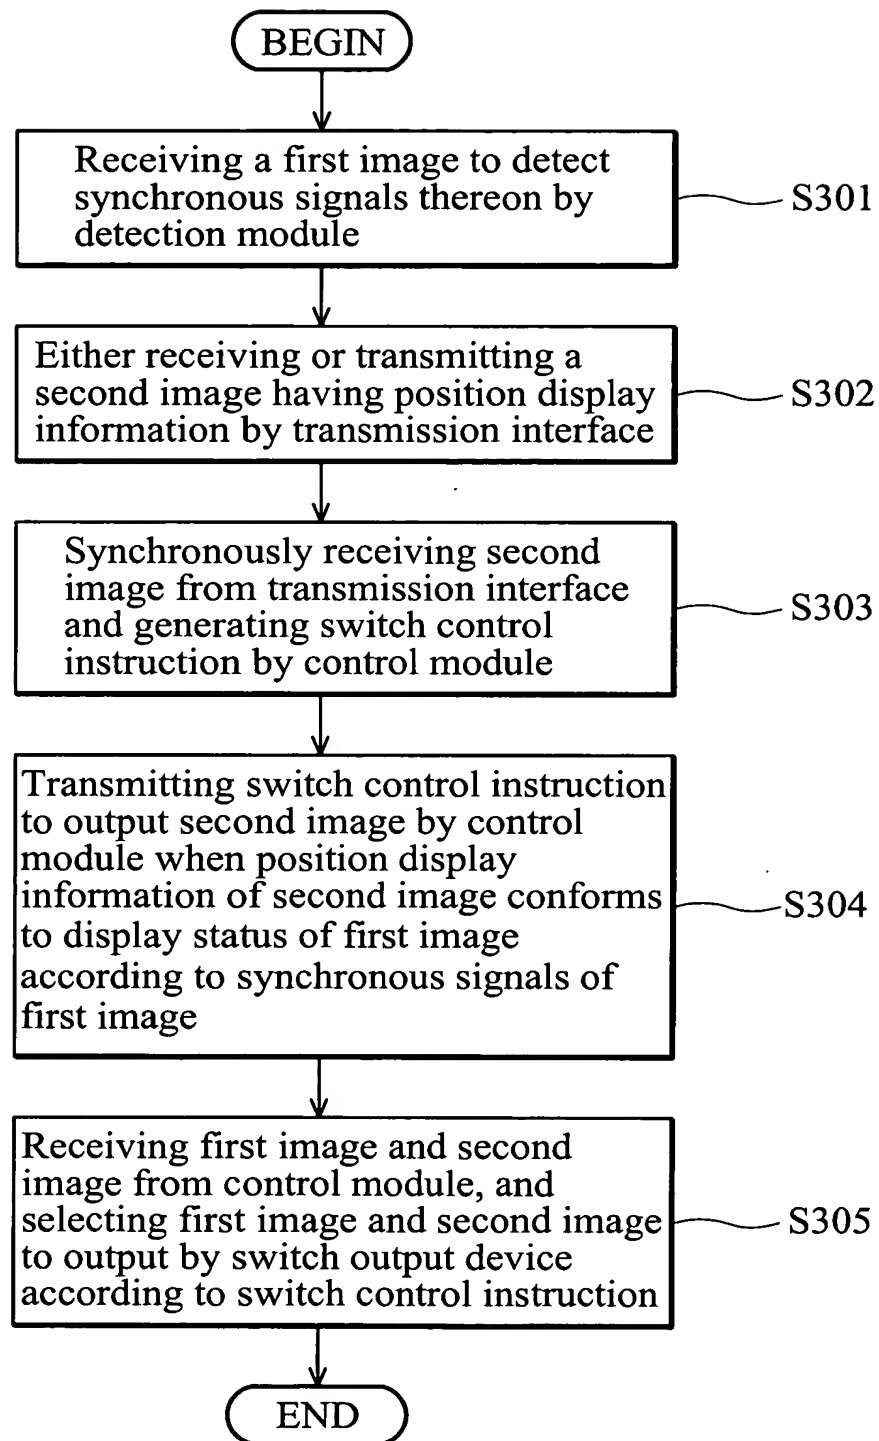 BEGIN
Receiving a first image to detect
synchronous signals thereon by
detection module
S301
Either receiving or transmitting a
second image having position display
information by transmission interface
S302
Synchronously receiving second
image from transmission interface
and generating switch control
instruction by control module
S303
Transmitting switch control instruction
to output second image by control
module when position display
information of second image conforms
to display status of first image
according to synchronous signals of
first image
S304
Receiving first image and second
image from control module, and
selecting first image and second image
to output by switch output device
according to switch control instruction
S305
END